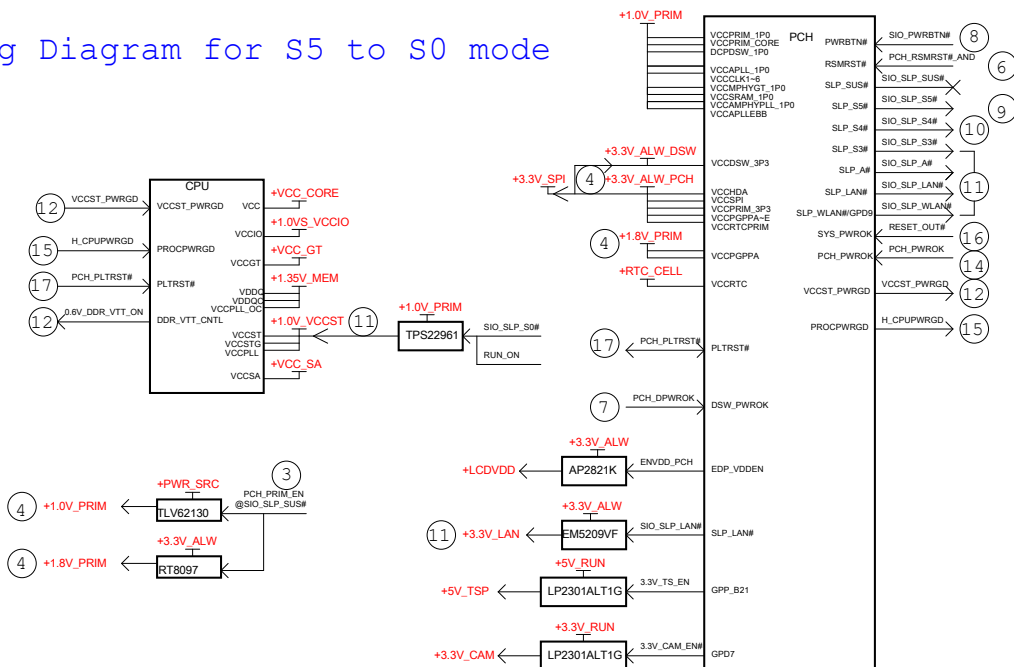 g Diagram for S5 to S0 mode
+1.0V_PRIM
PCH
VCCPRIM_1P0
VCCPRIM_CORE
DCPDSW_1P0
VCCAPLL_1P0
VCCCLK1~6
VCCMPHYGT_1P0
VCCSRAM_1P0
VCCAMPHYPLL_1P0
VCCAPLLEBB
PWRBTN#
SIO_PWRBTN#
8
RSMRST#
PCH_RSMRST#_AND
6
SLP_SUS#
SIO_SLP_SUS#
SLP_S5#
SIO_SLP_S5#
9
SLP_S4#
SIO_SLP_S4#
10
SLP_S3#
SIO_SLP_S3#
SLP_A#
SIO_SLP_A#
11
SLP_LAN#
SIO_SLP_LAN#
SLP_WLAN#/GPD9
SIO_SLP_WLAN#
SYS_PWROK
RESET_OUT#
16
PCH_PWROK
PCH_PWROK
14
VCCST_PWRGD
VCCST_PWRGD
12
PROCPWRGD
H_CPUPWRGD
15
+3.3V_ALW_DSW
VCCDSW_3P3
+3.3V_SPI
4
+3.3V_ALW_PCH
VCCHDA
VCCSPI
VCCPRIM_3P3
VCCPGPPA~E
VCCRTCPRIM
4
+1.8V_PRIM
VCCPGPPA
+RTC_CELL
VCCRTC
17
PCH_PLTRST#
PLTRST#
7
PCH_DPWROK
DSW_PWROK
CPU
12
VCCST_PWRGD
VCCST_PWRGD
15
H_CPUPWRGD
PROCPWRGD
17
PCH_PLTRST#
PLTRST#
12
0.6V_DDR_VTT_ON
DDR_VTT_CNTL
+VCC_CORE
VCC
+1.0VS_VCCIO
VCCIO
+VCC_GT
VCCGT
+1.35V_MEM
VDDQ
VDDQC
VCCPLL_OC
+1.0V_VCCST
11
VCCST
VCCSTG
VCCPLL
+VCC_SA
VCCSA
+1.0V_PRIM
TPS22961
SIO_SLP_S0#
RUN_ON
3
PCH_PRIM_EN
@SIO_SLP_SUS#
+PWR_SRC
4
+1.0V_PRIM
TLV62130
+3.3V_ALW
4
+1.8V_PRIM
RT8097
+3.3V_ALW
+LCDVDD
AP2821K
ENVDD_PCH
EDP_VDDEN
+3.3V_ALW
11
+3.3V_LAN
EM5209VF
SIO_SLP_LAN#
SLP_LAN#
+5V_RUN
+5V_TSP
LP2301ALT1G
3.3V_TS_EN
GPP_B21
+3.3V_RUN
+3.3V_CAM
LP2301ALT1G
3.3V_CAM_EN#
GPD7